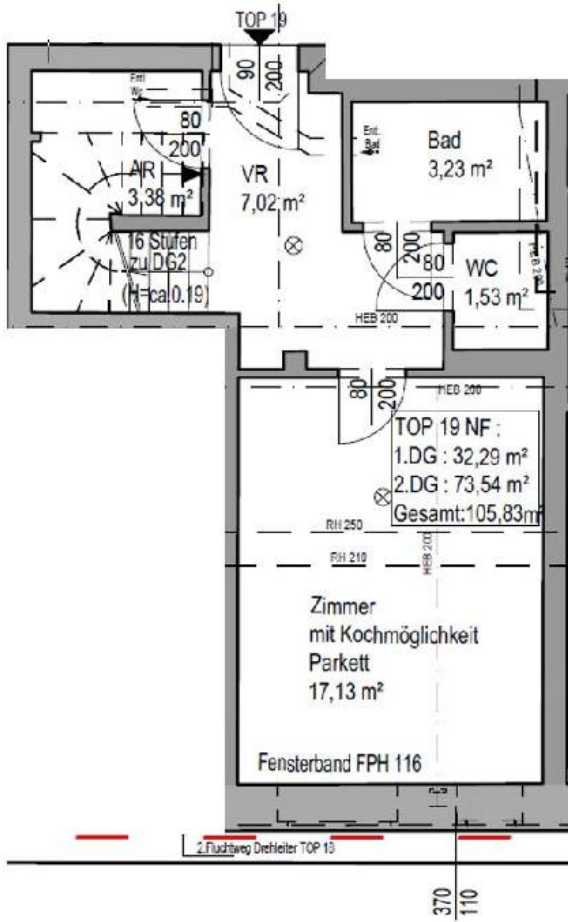 TOP 19
90
200
Entl.
80
200
AR
3,38 m²
VR
7,02 m²
Bad
Bad
3,23 m²
16 Stufen
zu DG2
(H=ca.0.19)
80
200
80
200
WC
1,53 m²
HEB 200
HEB 200
80
200
HEB 200
TOP 19 NF :
1.DG : 32,29 m²
2.DG : 73,54 m²
Gesamt:105,83m²
RH 250
RH 210
HEB 200
Zimmer
mit Kochmöglichkeit
Parkett
17,13 m²
Fensterband FPH 116
2.Fluchtweg Drehleiter TOP 18
370
110